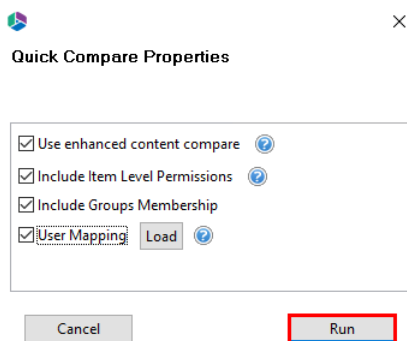 Quick Compare Properties
Use enhanced content compare
Include Item Level Permissions
Include Groups Membership
User Mapping Load
Cancel Run